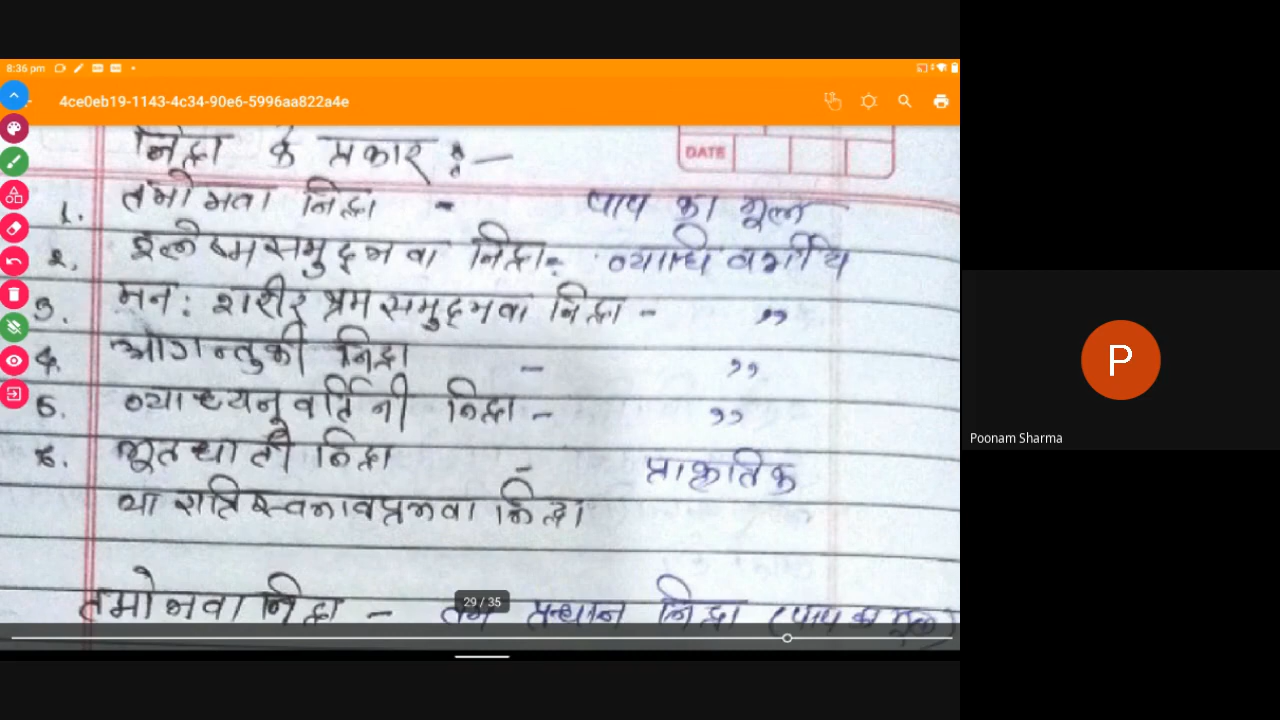 8:36 pm
4ce0eb19-1143-4c34-90e6-5996aa822a4e
निद्रा के प्रकार :—
DATE
1. तमोभवा निद्रा - पाप का मूल
2. श्लेष्मसमुद्भवा निद्रा - व्याधि वर्गीय
3. मन: शरीर श्रमसमुद्भवा निद्रा - ,,
4. आगन्तुकी निद्रा - ,,
5. व्याध्यनुवर्तिनी निद्रा - ,,
6. भूतधात्री निद्रा - प्राकृतिक
या रात्रिस्वभावप्रभवा निद्रा
तमोभवा निद्रा - तम प्रधान निद्रा (पाप का मूल)
29 / 35
P
Poonam Sharma